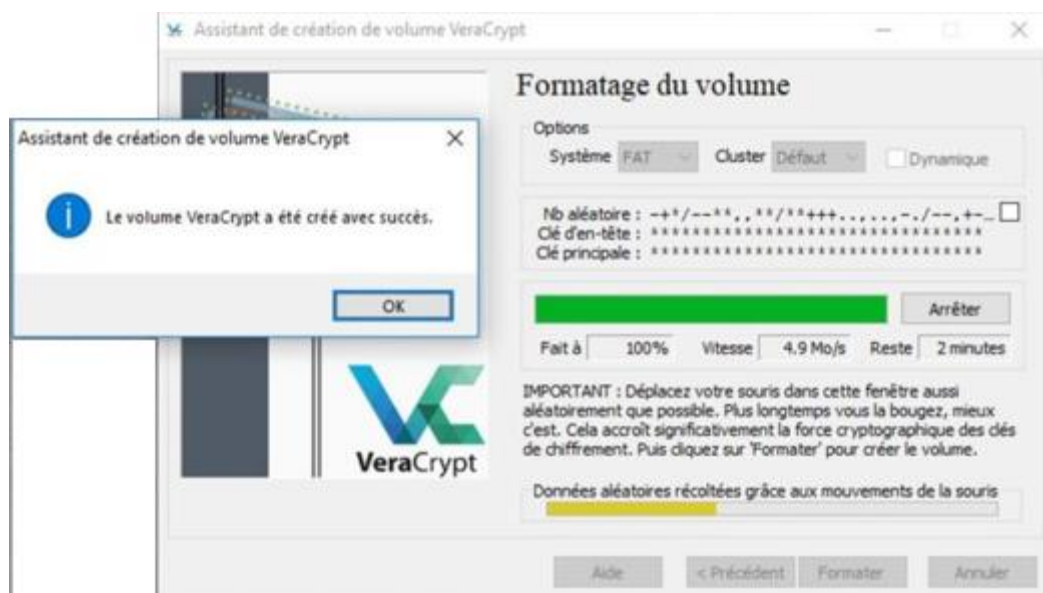 Assistant de création de volume VeraCrypt
Formatage du volume
Options
Système FAT Cluster Défaut Dynamique
Nb aléatoire : -+*/--**,,**/**+++..,..,-./--,+-…
Clé d'en-tête : ********************************
Clé principale : ********************************
Arrêter
Fait à 100% Vitesse 4.9 Mo/s Reste 2 minutes
IMPORTANT : Déplacez votre souris dans cette fenêtre aussi
aléatoirement que possible. Plus longtemps vous la bougez, mieux
c'est. Cela accroît significativement la force cryptographique des clés
de chiffrement. Puis cliquez sur 'Formater' pour créer le volume.
Données aléatoires récoltées grâce aux mouvements de la souris
VeraCrypt
Aide < Précédent Formater Annuler
Assistant de création de volume VeraCrypt
Le volume VeraCrypt a été créé avec succès.
OK